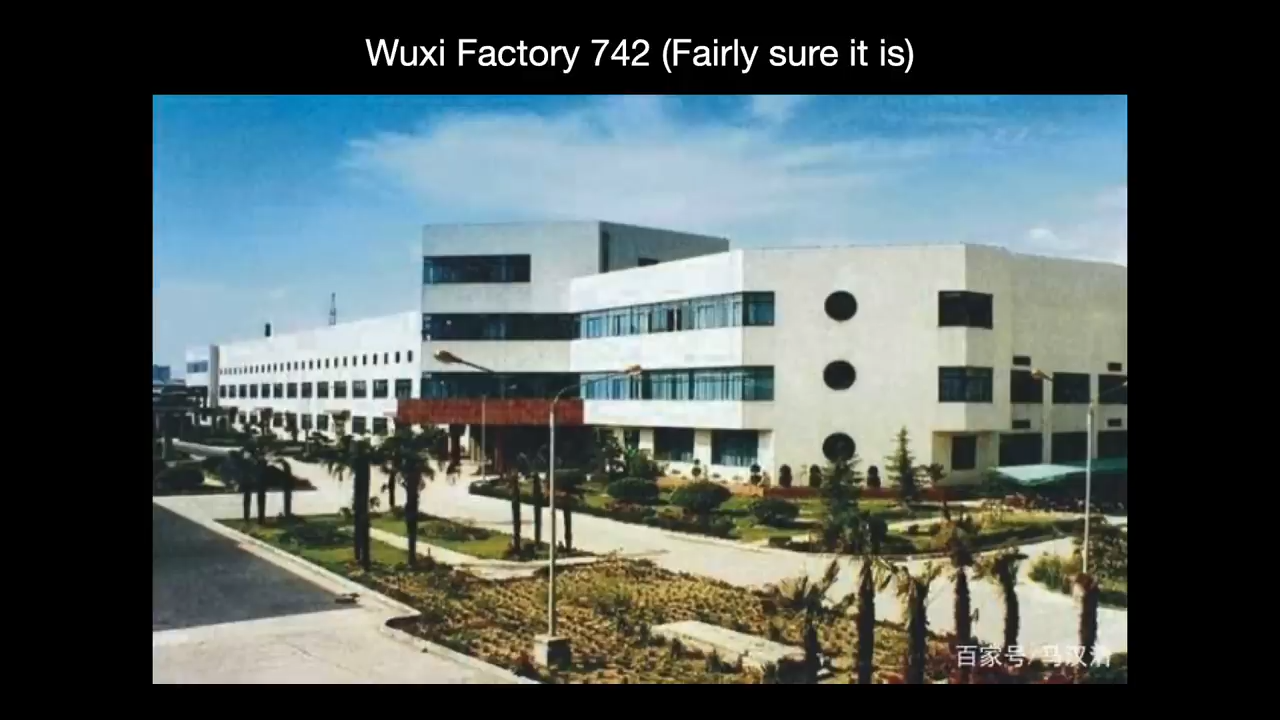 Wuxi Factory 742 (Fairly sure it is)
百家号/马汉清